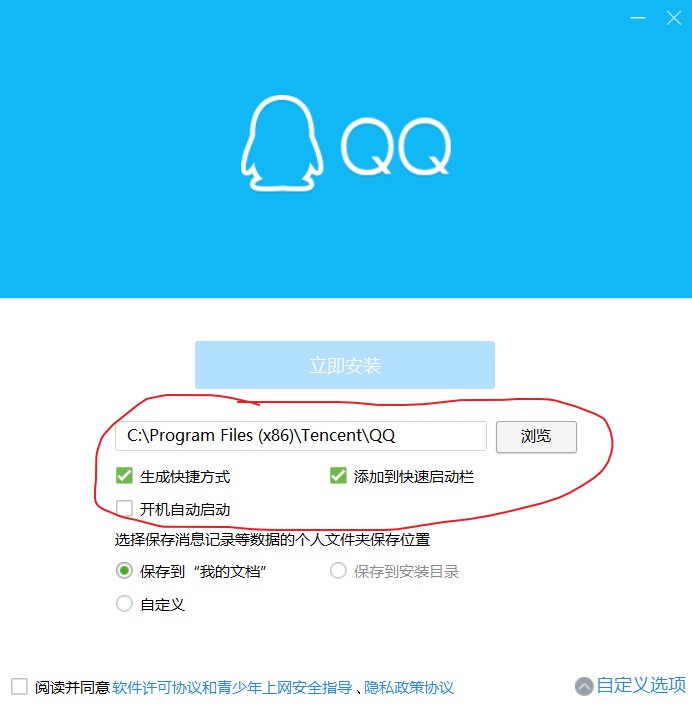 QQ
立即安装
C:\Program Files (x86)\Tencent\QQ 浏览
生成快捷方式 添加到快速启动栏
开机自动启动
选择保存消息记录等数据的个人文件夹保存位置
保存到“我的文档” 保存到安装目录
自定义
阅读并同意软件许可协议和青少年上网安全指导、隐私政策协议 自定义选项